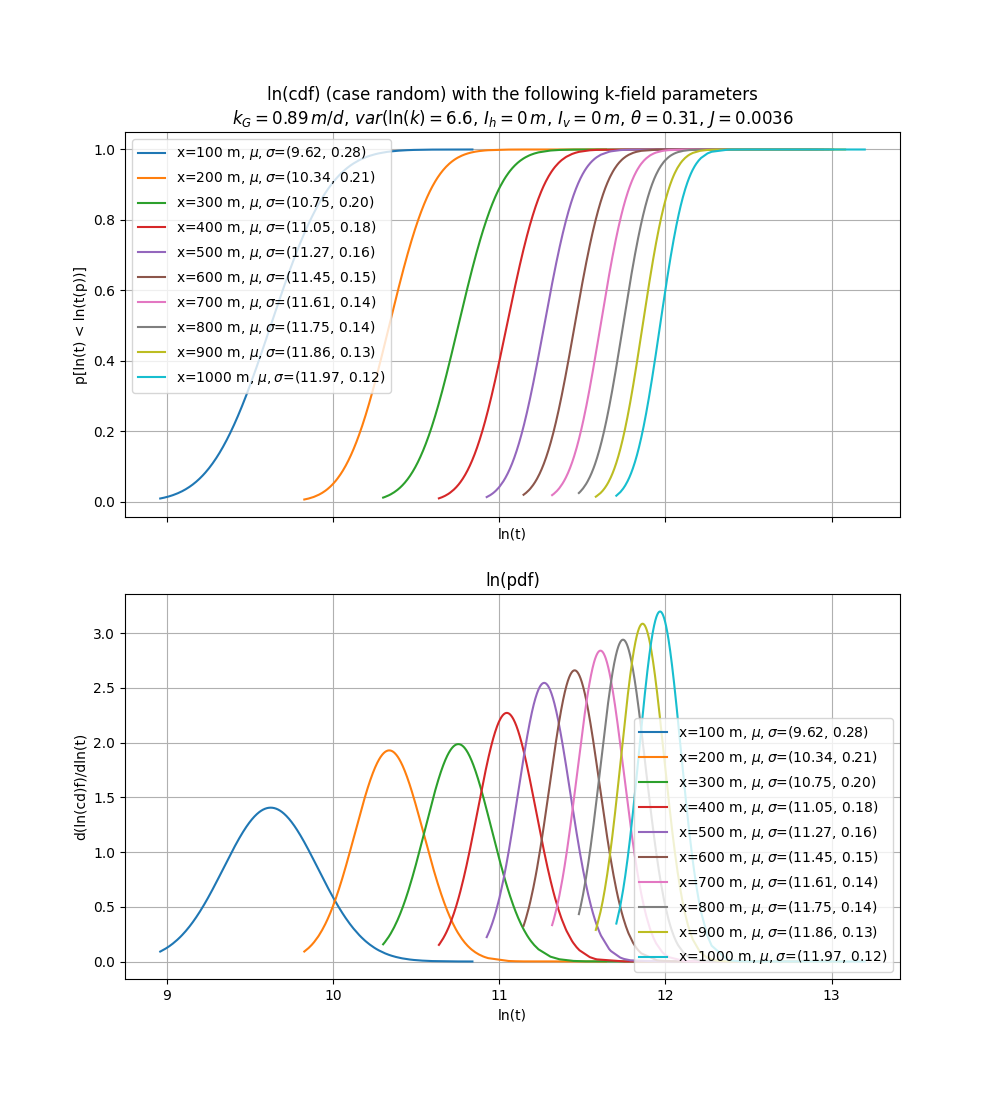 ln(cdf) (case random) with the following k-field parameters
k_G = 0.89 m/d, var(ln(k) = 6.6, I_h = 0 m, I_v = 0 m, θ = 0.31, J = 0.0036
1.0
0.8
0.6
0.4
0.2
0.0
p[ln(t) < ln(t(p))]
x=100 m, μ, σ=(9.62, 0.28)
x=200 m, μ, σ=(10.34, 0.21)
x=300 m, μ, σ=(10.75, 0.20)
x=400 m, μ, σ=(11.05, 0.18)
x=500 m, μ, σ=(11.27, 0.16)
x=600 m, μ, σ=(11.45, 0.15)
x=700 m, μ, σ=(11.61, 0.14)
x=800 m, μ, σ=(11.75, 0.14)
x=900 m, μ, σ=(11.86, 0.13)
x=1000 m, μ, σ=(11.97, 0.12)
ln(t)
ln(pdf)
3.0
2.5
2.0
1.5
1.0
0.5
0.0
d(ln(cd)f)/dln(t)
x=100 m, μ, σ=(9.62, 0.28)
x=200 m, μ, σ=(10.34, 0.21)
x=300 m, μ, σ=(10.75, 0.20)
x=400 m, μ, σ=(11.05, 0.18)
x=500 m, μ, σ=(11.27, 0.16)
x=600 m, μ, σ=(11.45, 0.15)
x=700 m, μ, σ=(11.61, 0.14)
x=800 m, μ, σ=(11.75, 0.14)
x=900 m, μ, σ=(11.86, 0.13)
x=1000 m, μ, σ=(11.97, 0.12)
9 10 11 12 13
ln(t)